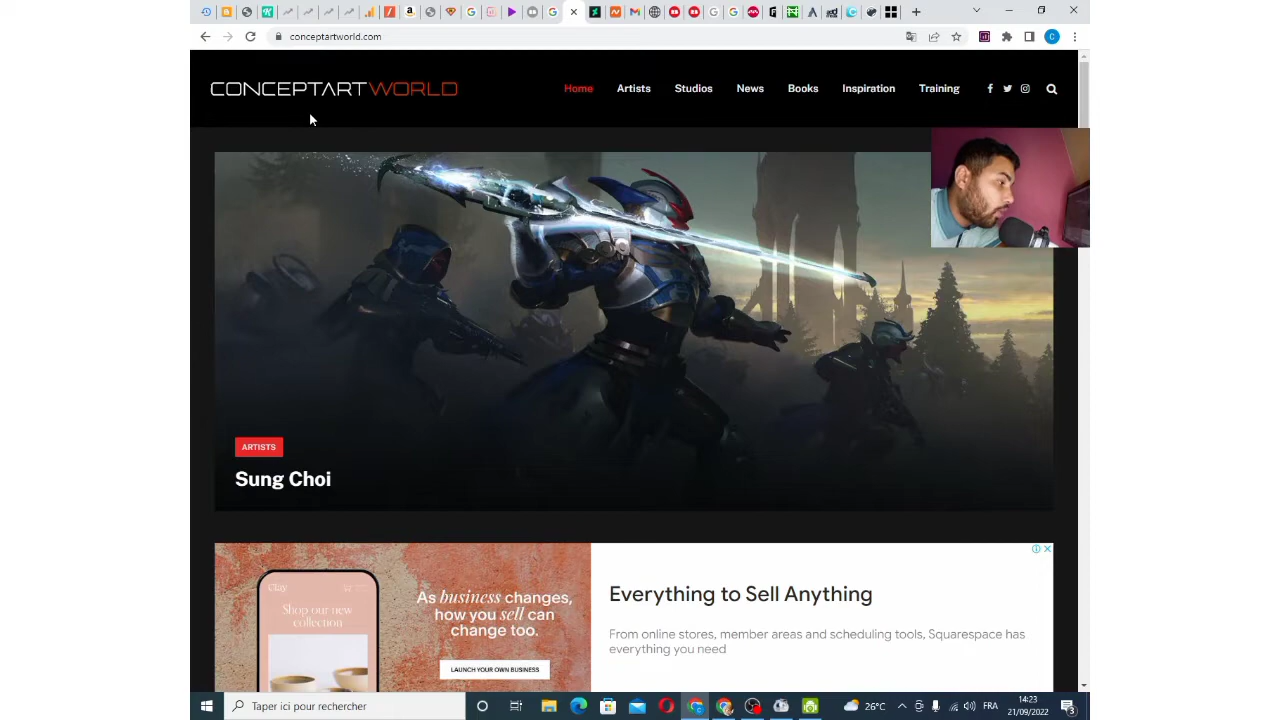 conceptartworld.com
CONCEPTARTWORLD
Home Artists Studios News Books Inspiration Training
ARTISTS
Sung Choi
Clay
Shop our new
collection
As business changes,
how you sell can
change too.
LAUNCH YOUR OWN BUSINESS
Everything to Sell Anything
From online stores, member areas and scheduling tools, Squarespace has
everything you need
Taper ici pour rechercher
26°C
FRA
14:23
21/09/2022
3